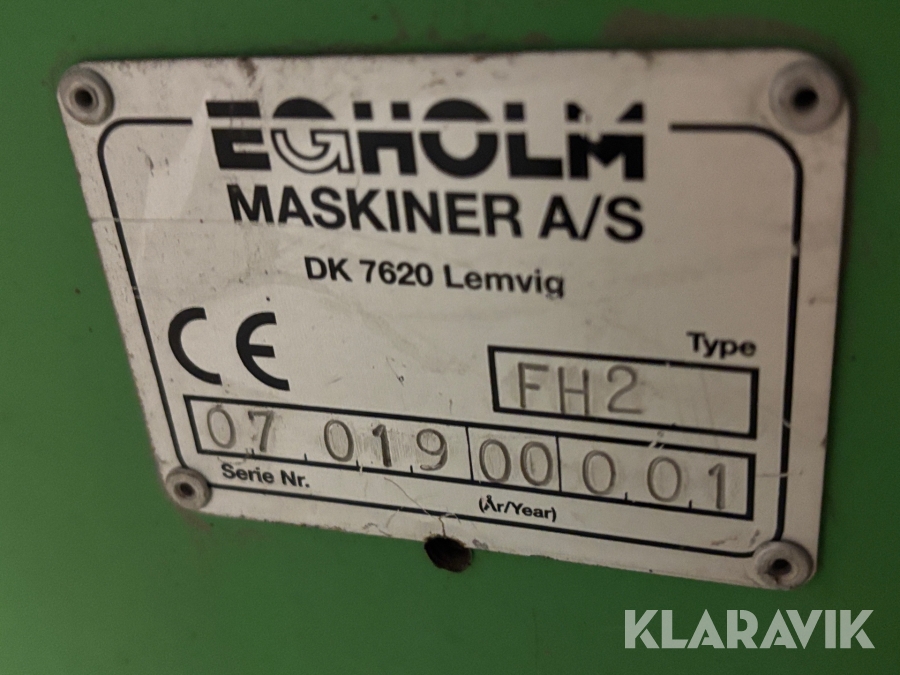 EGHOLM
MASKINER A/S
DK 7620 Lemvig
CE
Type
FH2
07 019 00 001
Serie Nr.
(År/Year)
KLARAVIK